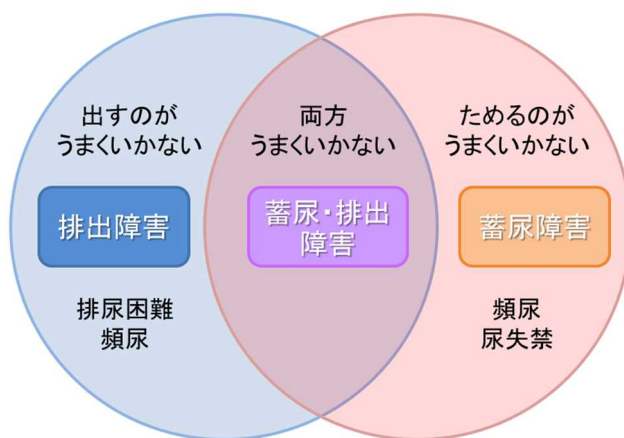 出すのが
うまくいかない
排出障害
排尿困難
頻尿
両方
うまくいかない
蓄尿・排出
障害
ためるのが
うまくいかない
蓄尿障害
頻尿
尿失禁